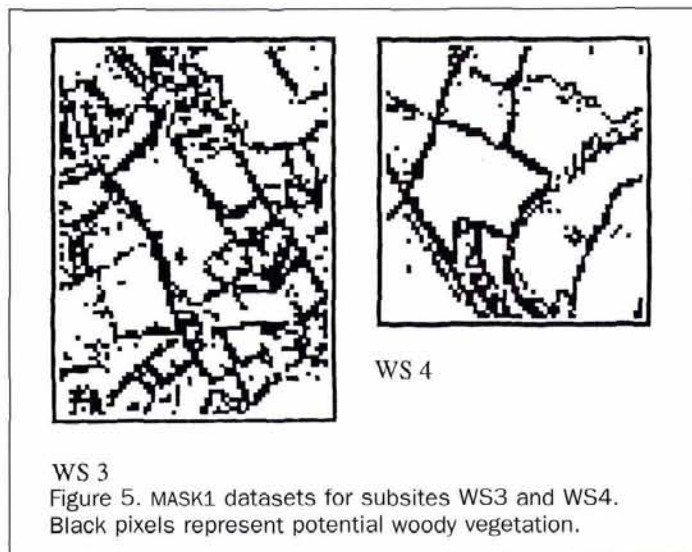 WS 4
WS 3
Figure 5. MASK1 datasets for subsites WS3 and WS4.
Black pixels represent potential woody vegetation.